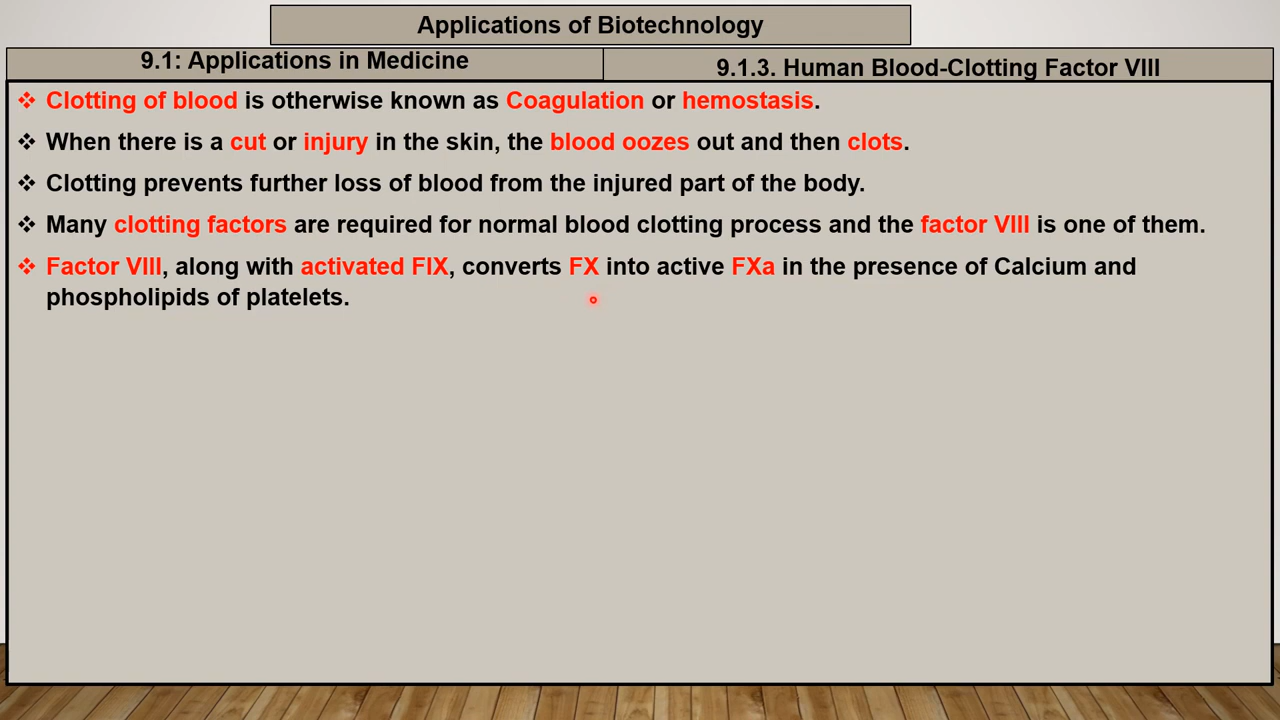 Applications of Biotechnology
9.1: Applications in Medicine
9.1.3. Human Blood-Clotting Factor VIII
❖ Clotting of blood is otherwise known as Coagulation or hemostasis.
❖ When there is a cut or injury in the skin, the blood oozes out and then clots.
❖ Clotting prevents further loss of blood from the injured part of the body.
❖ Many clotting factors are required for normal blood clotting process and the factor VIII is one of them.
❖ Factor VIII, along with activated FIX, converts FX into active FXa in the presence of Calcium and
phospholipids of platelets.